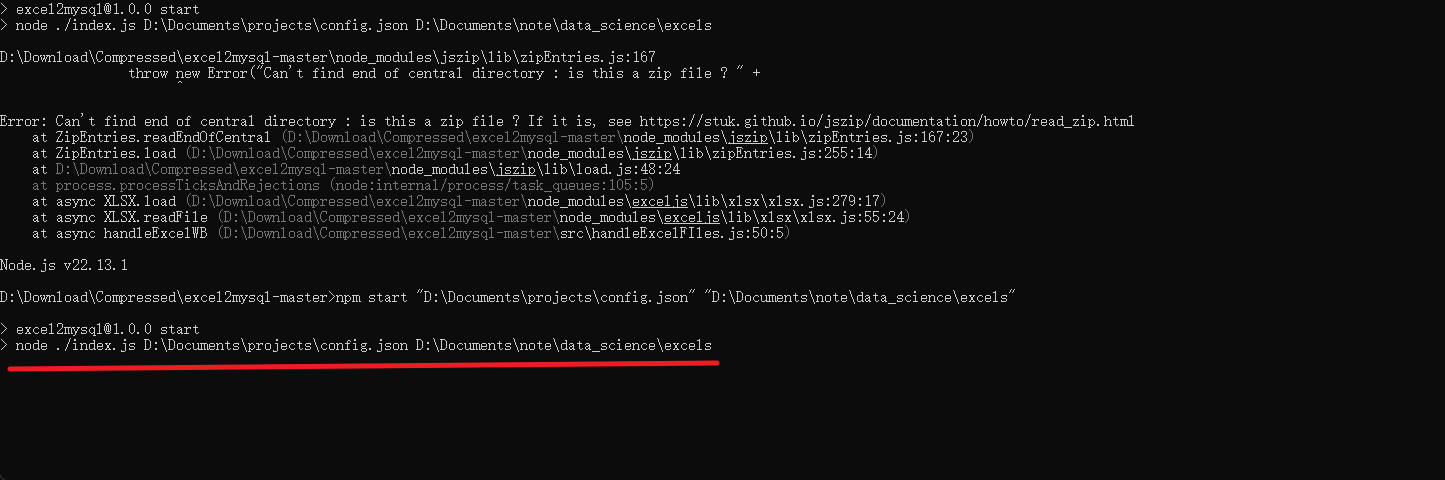 > excel2mysql@1.0.0 start
> node ./index.js D:\Documents\projects\config.json D:\Documents\note\data_science\excels
D:\Download\Compressed\excel2mysql-master\node_modules\jszip\lib\zipEntries.js:167
throw new Error("Can't find end of central directory : is this a zip file ? " +
^
Error: Can't find end of central directory : is this a zip file ? If it is, see https://stuk.github.io/jszip/documentation/howto/read_zip.html
at ZipEntries.readEndOfCentral (D:\Download\Compressed\excel2mysql-master\node_modules\jszip\lib\zipEntries.js:167:23)
at ZipEntries.load (D:\Download\Compressed\excel2mysql-master\node_modules\jszip\lib\zipEntries.js:255:14)
at D:\Download\Compressed\excel2mysql-master\node_modules\jszip\lib\load.js:48:24
at process.processTicksAndRejections (node:internal/process/task_queues:105:5)
at async XLSX.load (D:\Download\Compressed\excel2mysql-master\node_modules\exceljs\lib\xlsx\xlsx.js:279:17)
at async XLSX.readFile (D:\Download\Compressed\excel2mysql-master\node_modules\exceljs\lib\xlsx\xlsx.js:55:24)
at async handleExcelWB (D:\Download\Compressed\excel2mysql-master\src\handleExcelFIles.js:50:5)
Node.js v22.13.1
D:\Download\Compressed\excel2mysql-master>npm start "D:\Documents\projects\config.json" "D:\Documents\note\data_science\excels"
> excel2mysql@1.0.0 start
> node ./index.js D:\Documents\projects\config.json D:\Documents\note\data_science\excels